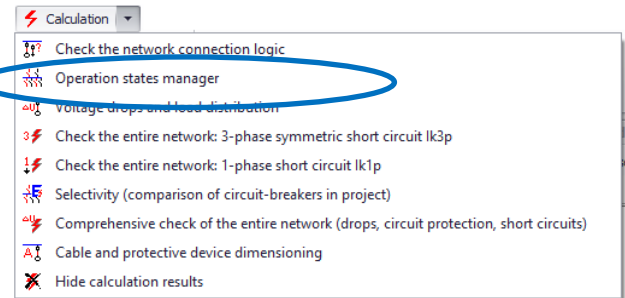 Calculation
Check the network connection logic
Operation states manager
Voltage drops and load distribution
Check the entire network: 3-phase symmetric short circuit Ik3p
Check the entire network: 1-phase short circuit Ik1p
Selectivity (comparison of circuit-breakers in project)
Comprehensive check of the entire network (drops, circuit protection, short circuits)
Cable and protective device dimensioning
Hide calculation results